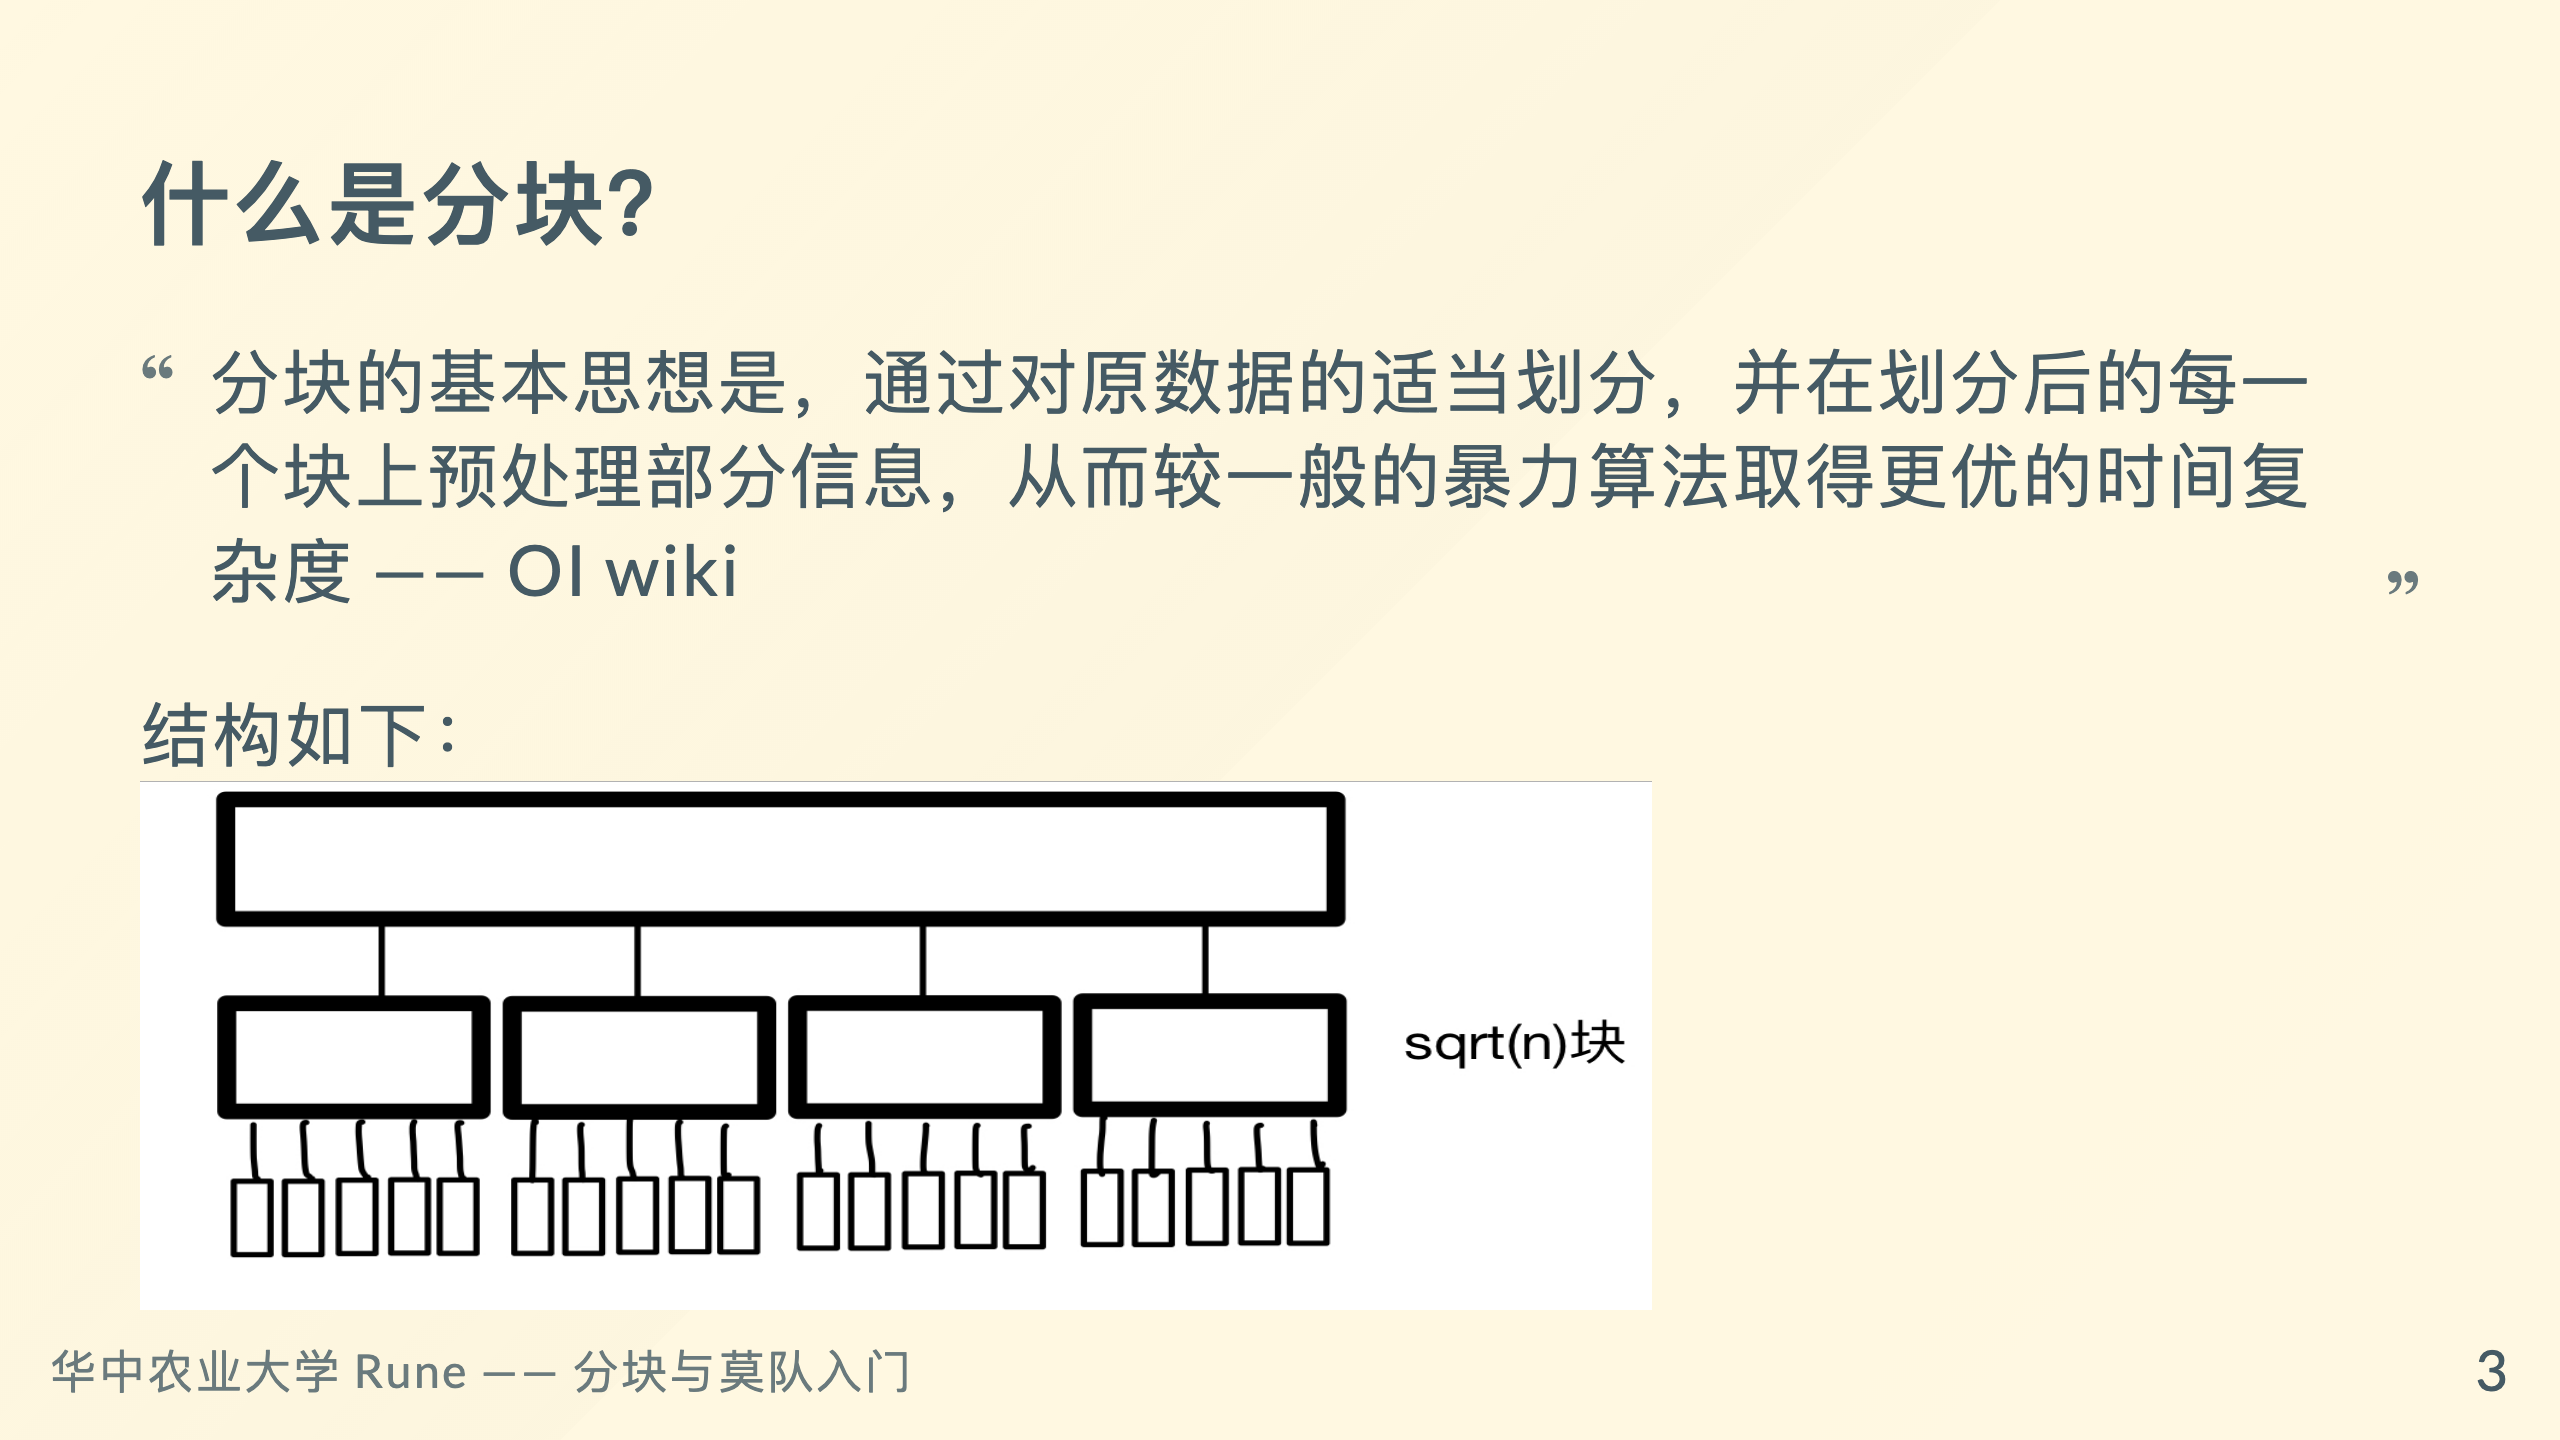 什么是分块?
“ 分块的基本思想是，通过对原数据的适当划分，并在划分后的每一
个块上预处理部分信息，从而较一般的暴力算法取得更优的时间复
杂度 —— OI wiki ”
结构如下：
sqrt(n)块
华中农业大学 Rune —— 分块与莫队入门
3